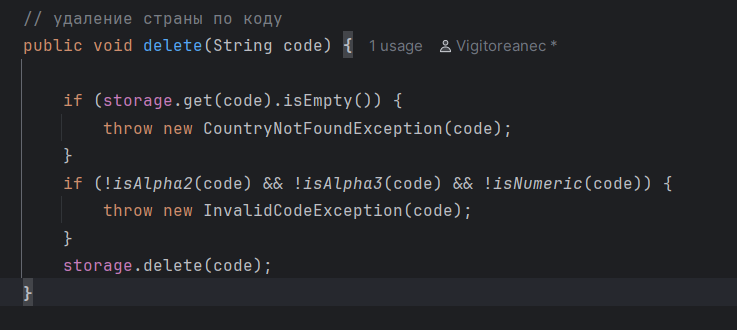 // удаление страны по коду
public void delete(String code) { 1 usage Vigitoreanec *
if (storage.get(code).isEmpty()) {
throw new CountryNotFoundException(code);
}
if (!isAlpha2(code) && !isAlpha3(code) && !isNumeric(code)) {
throw new InvalidCodeException(code);
}
storage.delete(code);
}